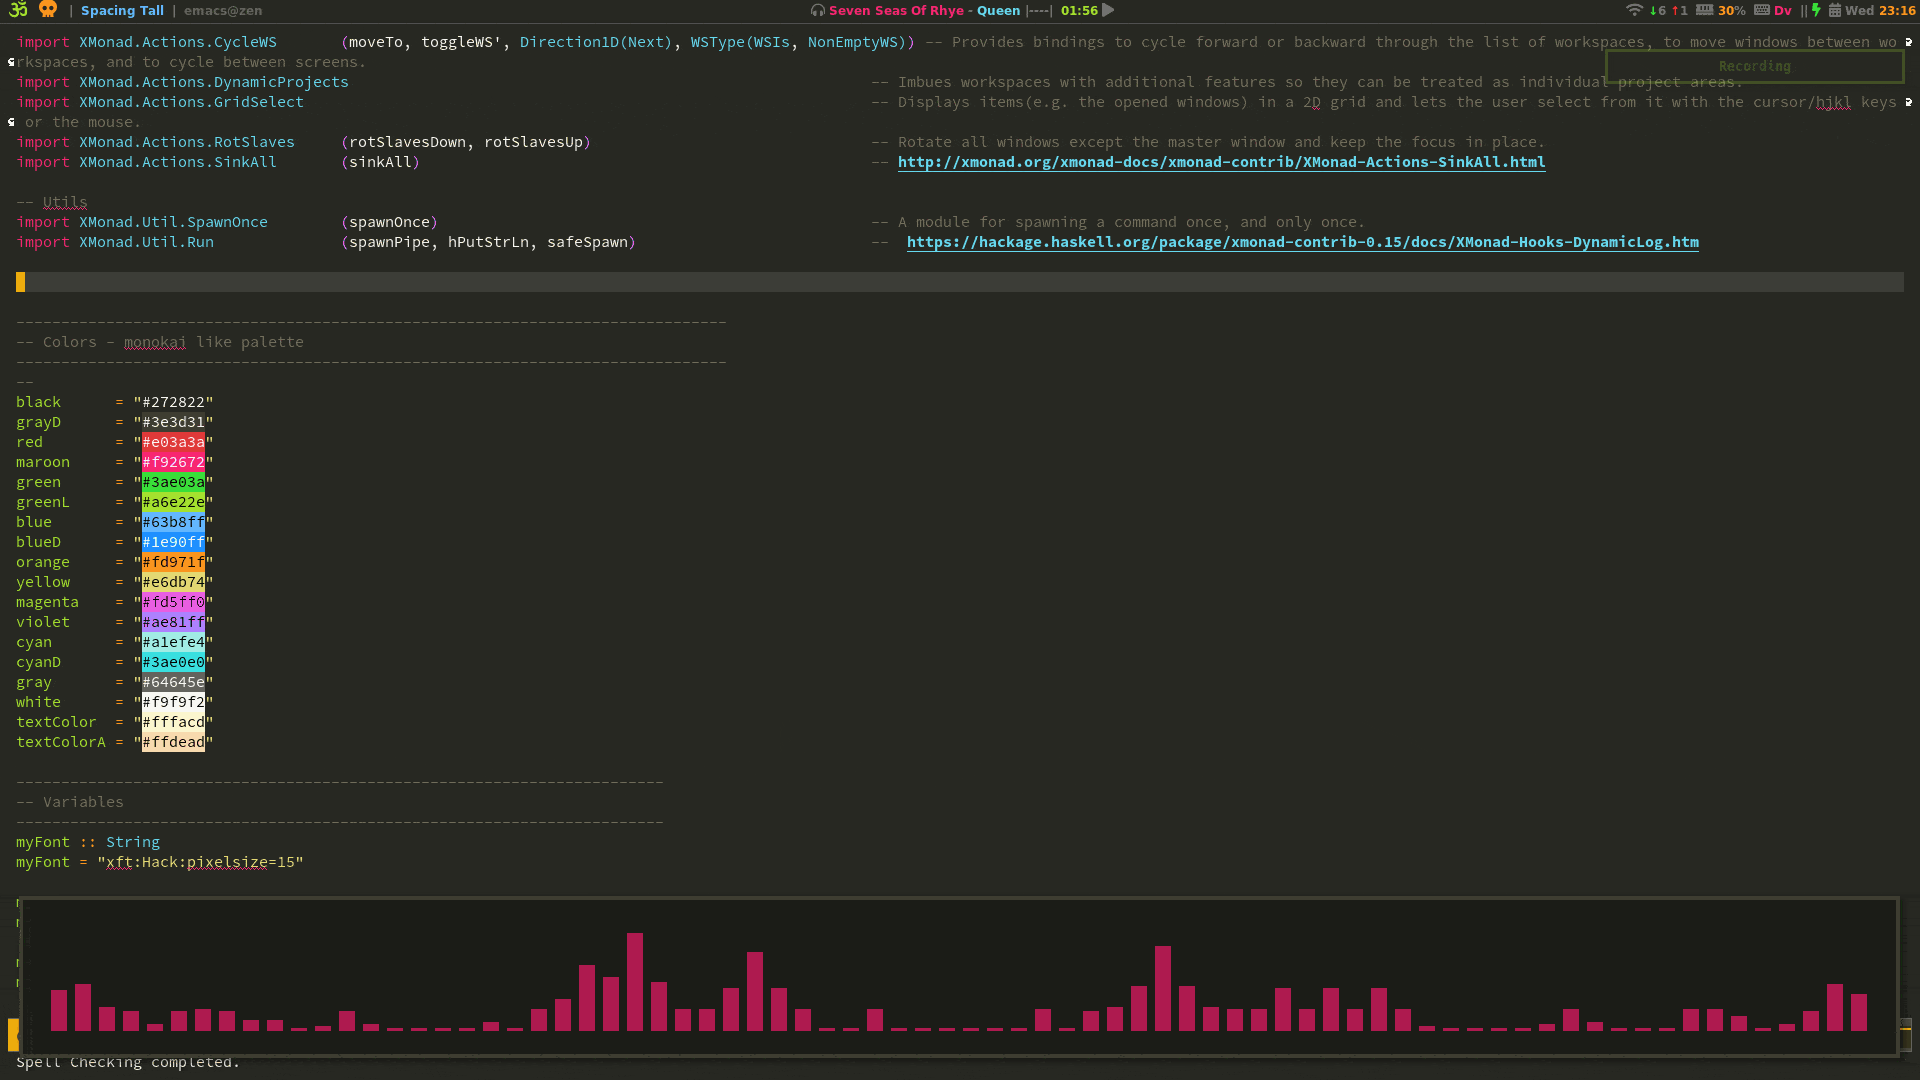 ॐ | Spacing Tall | emacs@zen Seven Seas Of Rhye - Queen |----| 01:56 ↓6 ↑1 30% Dv || Wed 23:16
import XMonad.Actions.CycleWS (moveTo, toggleWS', Direction1D(Next), WSType(WSIs, NonEmptyWS)) -- Provides bindings to cycle forward or backward through the list of workspaces, to move windows between wo
rkspaces, and to cycle between screens.
Recording
import XMonad.Actions.DynamicProjects -- Imbues workspaces with additional features so they can be treated as individual project areas.
import XMonad.Actions.GridSelect -- Displays items(e.g. the opened windows) in a 2D grid and lets the user select from it with the cursor/hjkl keys
or the mouse.
import XMonad.Actions.RotSlaves (rotSlavesDown, rotSlavesUp) -- Rotate all windows except the master window and keep the focus in place.
import XMonad.Actions.SinkAll (sinkAll) -- http://xmonad.org/xmonad-docs/xmonad-contrib/XMonad-Actions-SinkAll.html
-- Utils
import XMonad.Util.SpawnOnce (spawnOnce) -- A module for spawning a command once, and only once.
import XMonad.Util.Run (spawnPipe, hPutStrLn, safeSpawn) -- https://hackage.haskell.org/package/xmonad-contrib-0.15/docs/XMonad-Hooks-DynamicLog.htm
-------------------------------------------------------------------------------
-- Colors - monokai like palette
-------------------------------------------------------------------------------
--
black = "#272822"
grayD = "#3e3d31"
red = "#e03a3a"
maroon = "#f92672"
green = "#3ae03a"
greenL = "#a6e22e"
blue = "#63b8ff"
blueD = "#1e90ff"
orange = "#fd971f"
yellow = "#e6db74"
magenta = "#fd5ff0"
violet = "#ae81ff"
cyan = "#a1efe4"
cyanD = "#3ae0e0"
gray = "#64645e"
white = "#f9f9f2"
textColor = "#fffacd"
textColorA = "#ffdead"
------------------------------------------------------------------------
-- Variables
------------------------------------------------------------------------
myFont :: String
myFont = "xft:Hack:pixelsize=15"
Spell Checking completed.